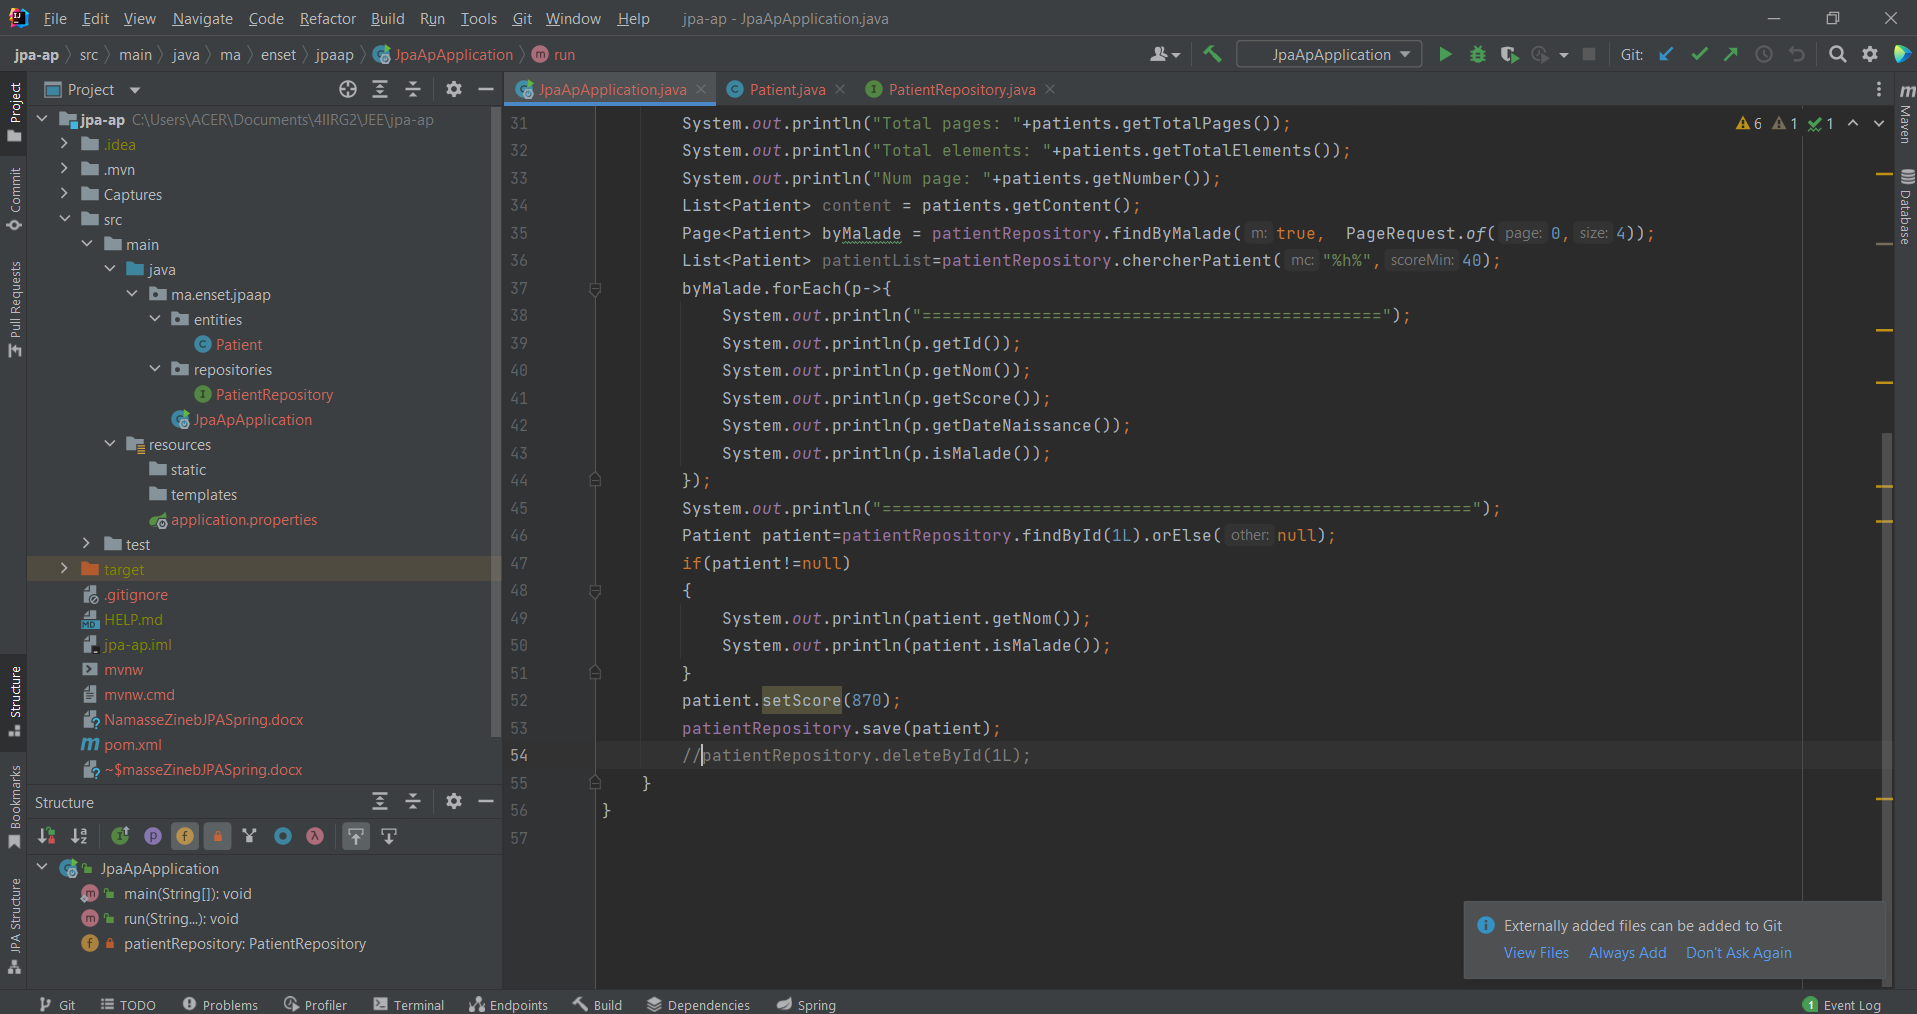 File Edit View Navigate Code Refactor Build Run Tools Git Window Help jpa-ap - JpaApApplication.java
jpa-ap src main java ma enset jpaap JpaApApplication run JpaApApplication Git:
Project JpaApApplication.java Patient.java PatientRepository.java
jpa-ap C:\Users\ACER\Documents\4IIRG2\JEE\jpa-ap
.idea
.mvn
Captures
src
main
java
ma.enset.jpaap
entities
Patient
repositories
PatientRepository
JpaApApplication
resources
static
templates
application.properties
test
target
.gitignore
HELP.md
jpa-ap.iml
mvnw
mvnw.cmd
NamasseZinebJPASpring.docx
pom.xml
~$masseZinebJPASpring.docx
Structure
JpaApApplication
main(String[]): void
run(String...): void
patientRepository: PatientRepository
Project
Commit
Pull Requests
Structure
Bookmarks
JPA Structure
31 System.out.println("Total pages: "+patients.getTotalPages());
32 System.out.println("Total elements: "+patients.getTotalElements());
33 System.out.println("Num page: "+patients.getNumber());
34 List<Patient> content = patients.getContent();
35 Page<Patient> byMalade = patientRepository.findByMalade( m: true, PageRequest.of( page: 0, size: 4));
36 List<Patient> patientList=patientRepository.chercherPatient( mc: "%h%", scoreMin: 40);
37 byMalade.forEach(p->{
38 System.out.println("==============================================");
39 System.out.println(p.getId());
40 System.out.println(p.getNom());
41 System.out.println(p.getScore());
42 System.out.println(p.getDateNaissance());
43 System.out.println(p.isMalade());
44 });
45 System.out.println("===========================================================");
46 Patient patient=patientRepository.findById(1L).orElse( other: null);
47 if(patient!=null)
48 {
49 System.out.println(patient.getNom());
50 System.out.println(patient.isMalade());
51 }
52 patient.setScore(870);
53 patientRepository.save(patient);
54 //patientRepository.deleteById(1L);
55 }
56 }
57
6 1 1
Maven
Database
Externally added files can be added to Git
View Files Always Add Don't Ask Again
Git TODO Problems Profiler Terminal Endpoints Build Dependencies Spring 1 Event Log